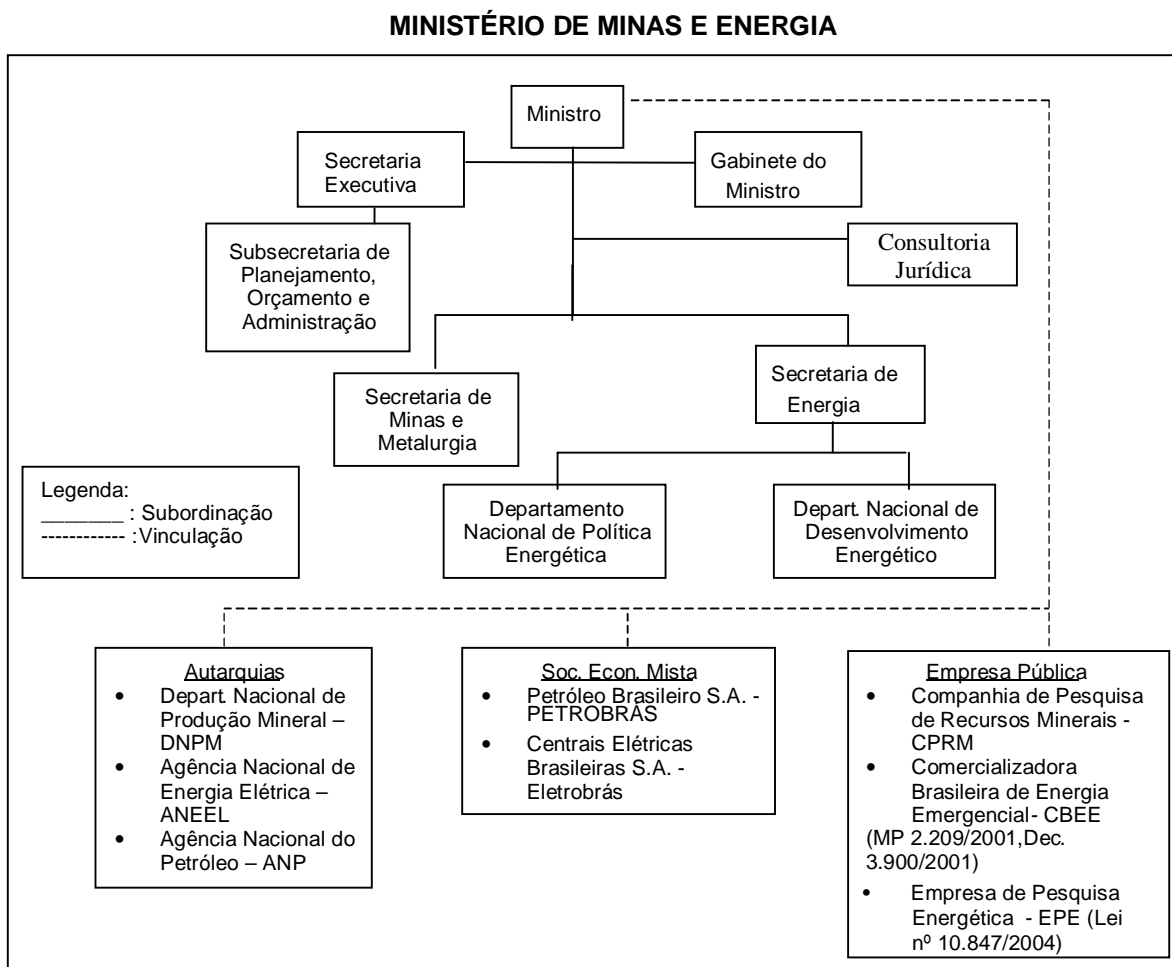 MINISTÉRIO DE MINAS E ENERGIA
Ministro
Secretaria
Executiva
Gabinete do
Ministro
Subsecretaria de
Planejamento,
Orçamento e
Administração
Consultoria
Jurídica
Secretaria de
Minas e
Metalurgia
Secretaria de
Energia
Legenda:
_______ : Subordinação
------------ : Vinculação
Departamento
Nacional de Política
Energética
Depart. Nacional de
Desenvolvimento
Energético
Autarquias
• Depart. Nacional de
Produção Mineral –
DNPM
• Agência Nacional de
Energia Elétrica –
ANEEL
• Agência Nacional do
Petróleo – ANP
Soc. Econ. Mista
• Petróleo Brasileiro S.A. -
PETROBRÁS
• Centrais Elétricas
Brasileiras S.A. -
Eletrobrás
Empresa Pública
• Companhia de Pesquisa
de Recursos Minerais -
CPRM
• Comercializadora
Brasileira de Energia
Emergencial- CBEE
(MP 2.209/2001,Dec.
3.900/2001)
• Empresa de Pesquisa
Energética - EPE (Lei
nº 10.847/2004)